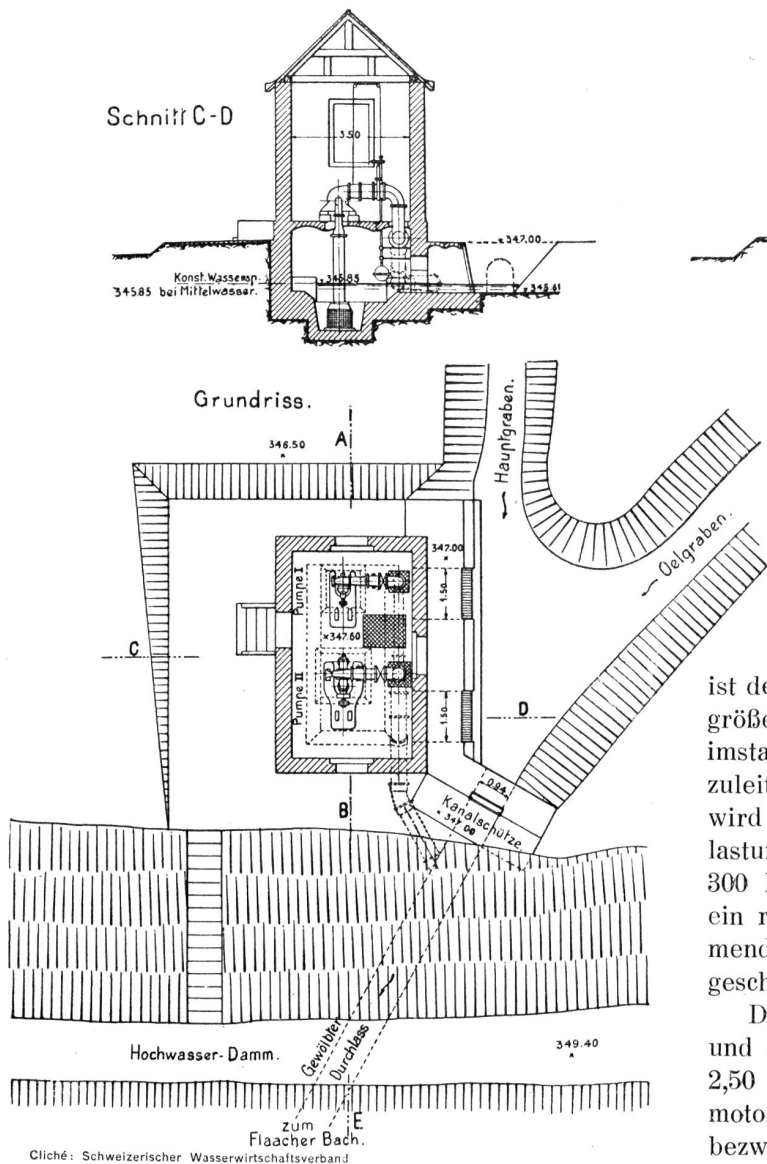 Schnitt C-D
3.50
347.00
Konst. Wassersp.
345.85 bei Mittelwasser.
345.85
345.61
Grundriss.
346.50
A
Hauptgraben.
Oelgraben.
347.00
1.50
Pumpe I
×347.60
C
Pumpe II
1.50
D
0.94
B
Kanalschütze
347.00
Gewölbter
Durchlass
Hochwasser-Damm.
349.40
E
zum
Flaacher Bach.
Cliché: Schweizerischer Wasserwirtschaftsverband
ist de
größe
imsta
zuleit
wird
lastu
300
ein
mend
gesch
D
und
2,50
moto
bezw